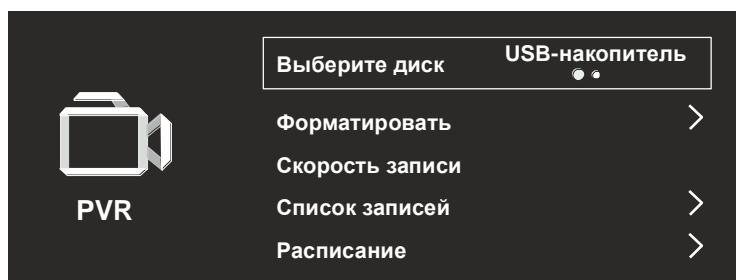 Выберите диск USB-накопитель
Форматировать
Скорость записи
PVR Список записей
Расписание